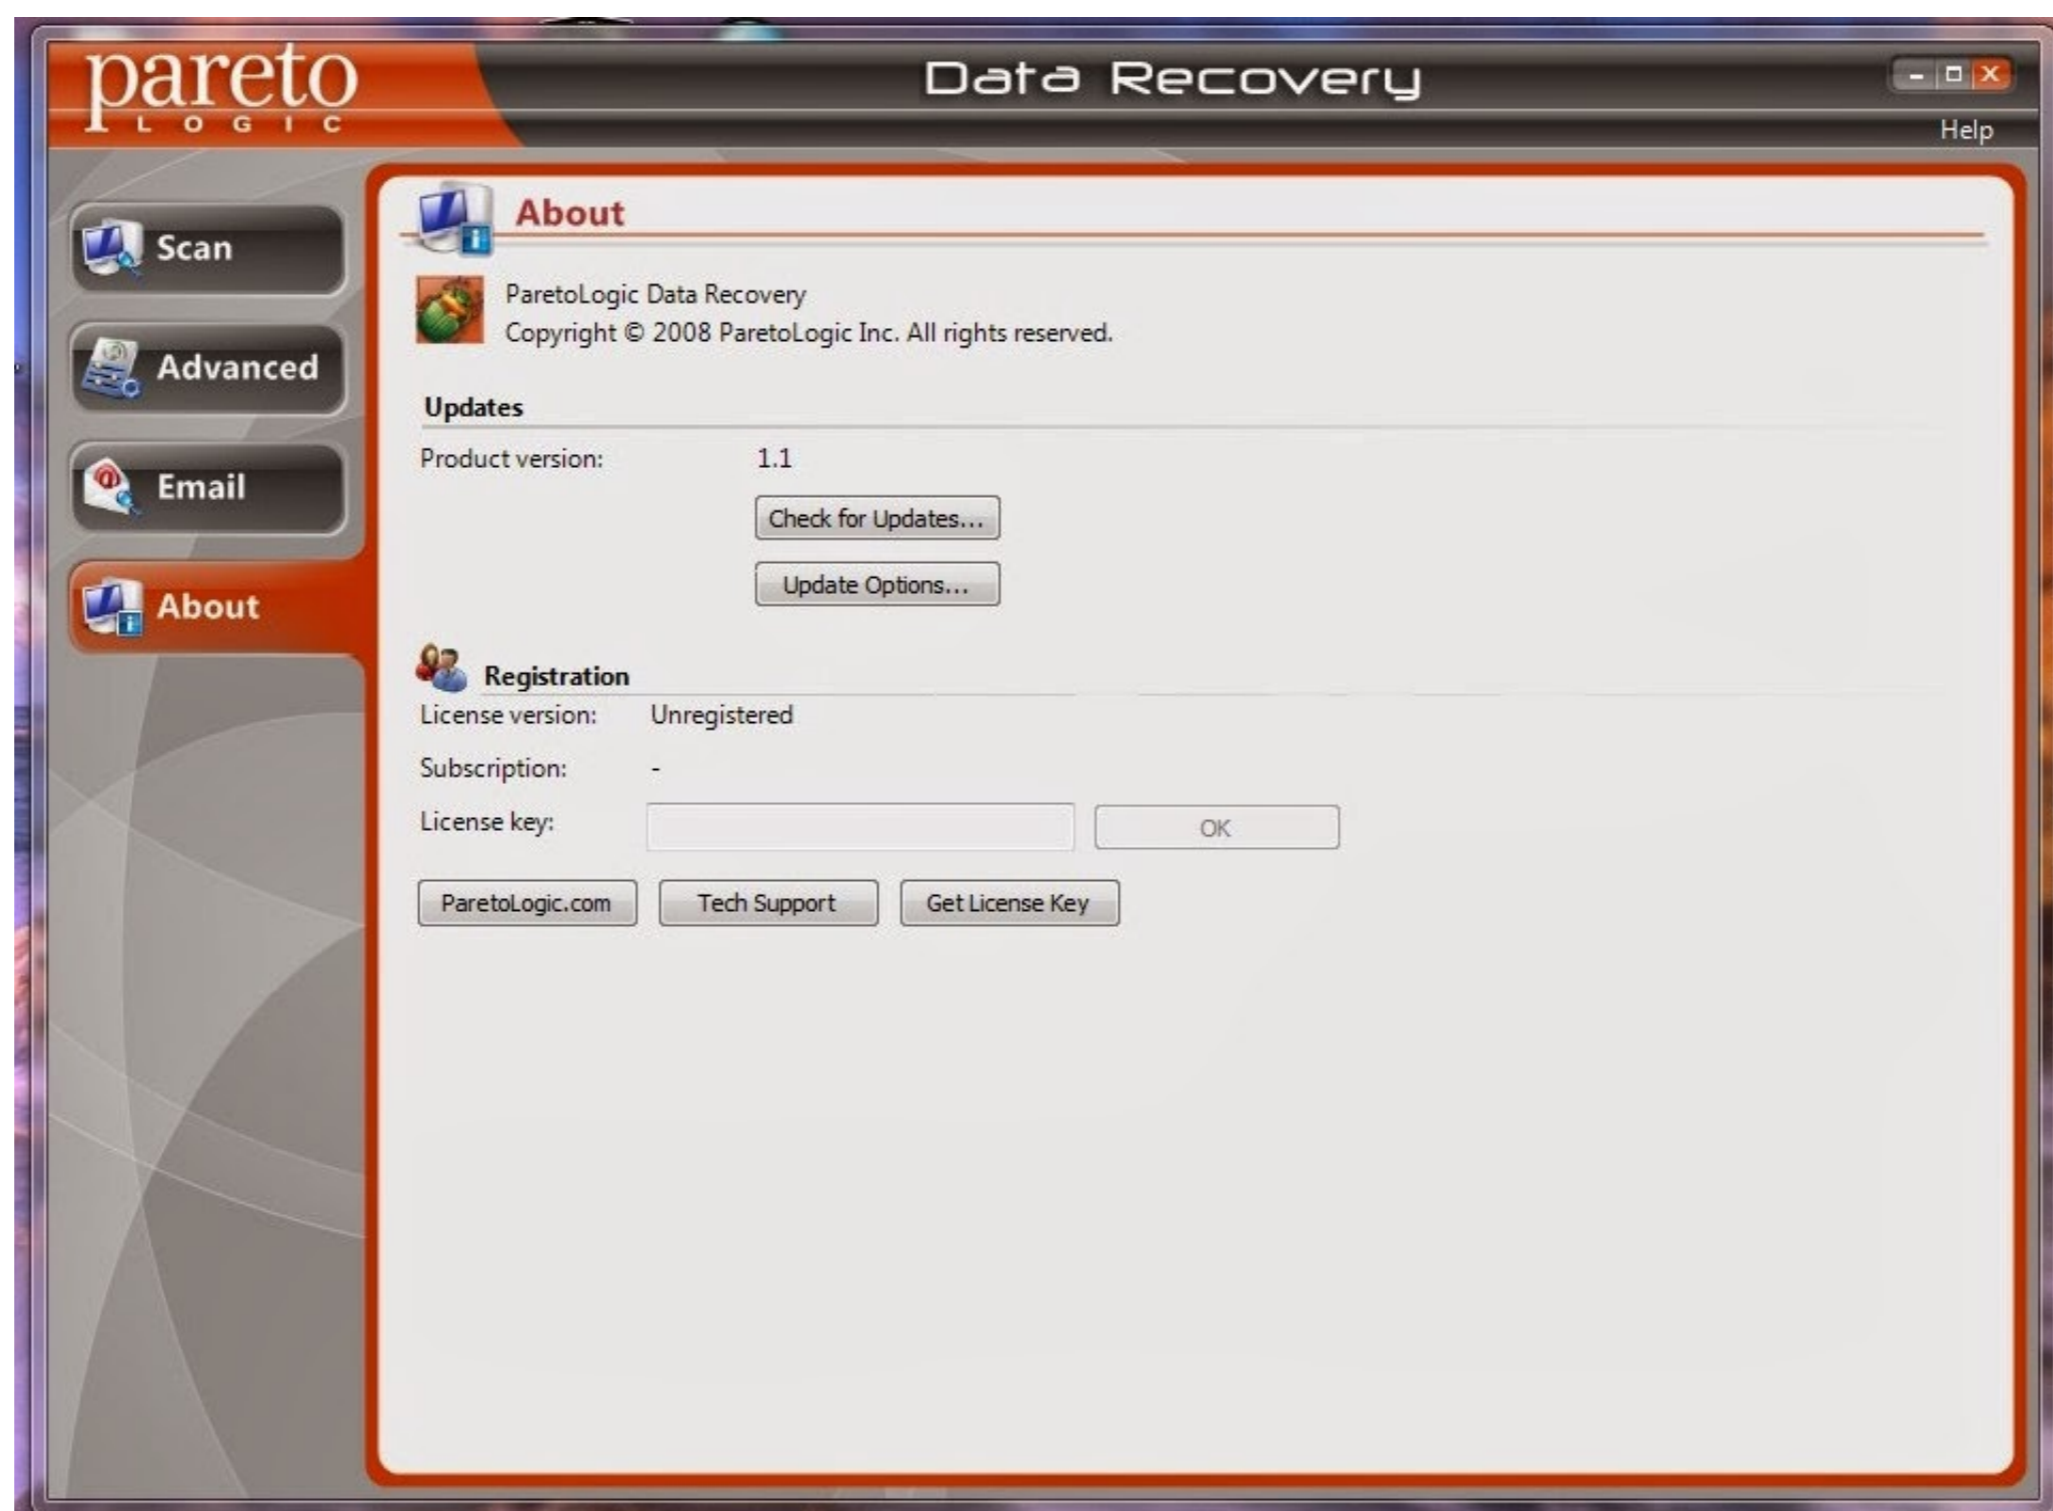 pareto
LOGIC
Data Recovery
Help
Scan
Advanced
Email
About
About
ParetoLogic Data Recovery
Copyright © 2008 ParetoLogic Inc. All rights reserved.
Updates
Product version: 1.1
Check for Updates...
Update Options...
Registration
License version: Unregistered
Subscription: -
License key: OK
ParetoLogic.com Tech Support Get License Key